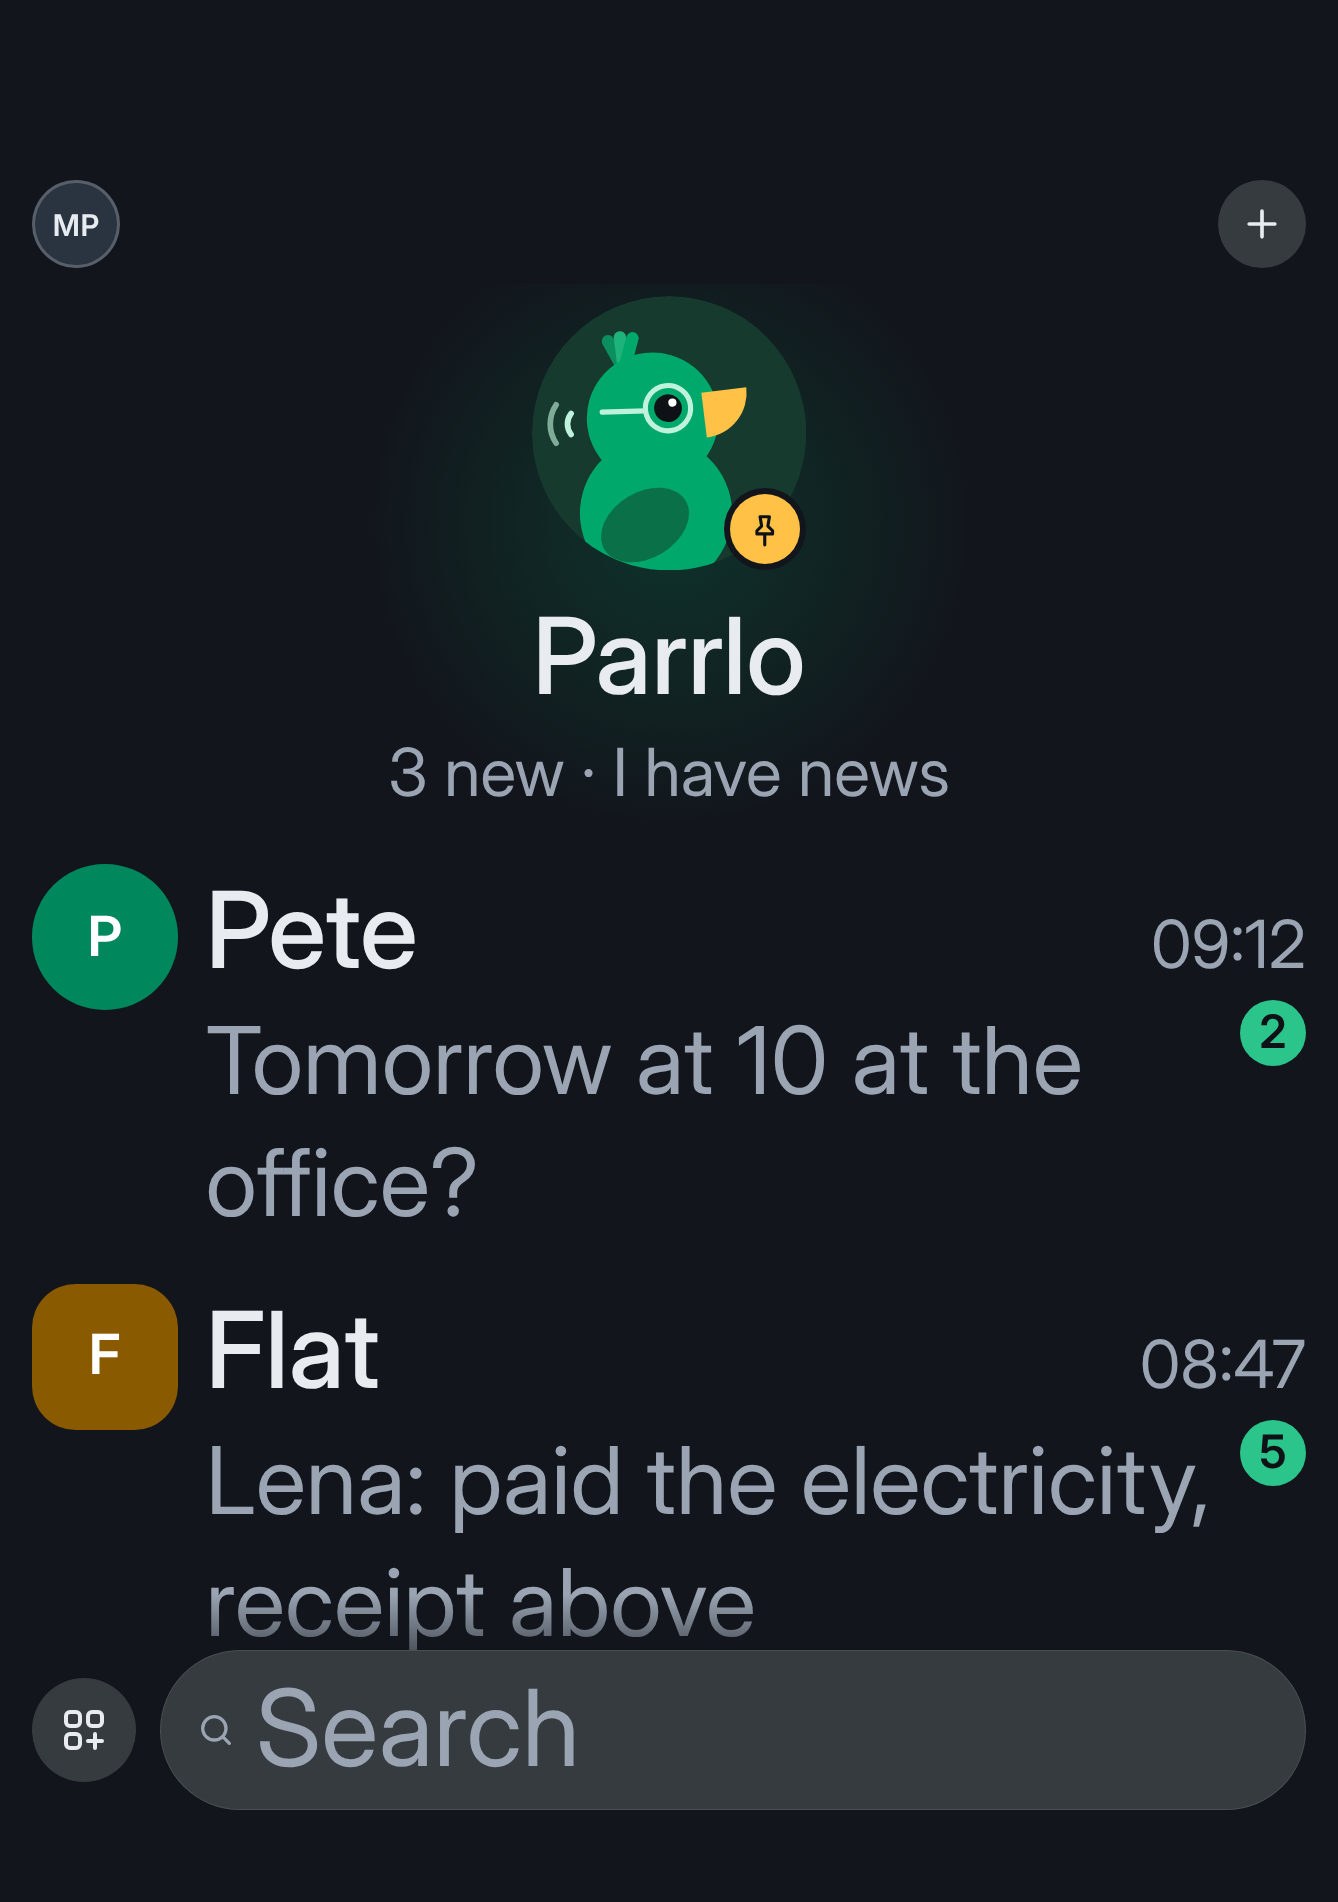 MP
Parrlo
3 new · I have news
P
Pete
09:12
Tomorrow at 10 at the
2
office?
F
Flat
08:47
Lena: paid the electricity,
5
receipt above
Search